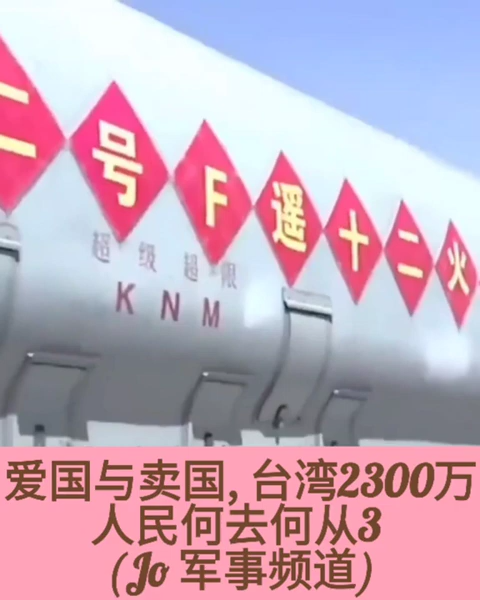 二号F遥十二火
超级超限
KNM
爱国与卖国, 台湾2300万
人民何去何从3
(Jo 军事频道)